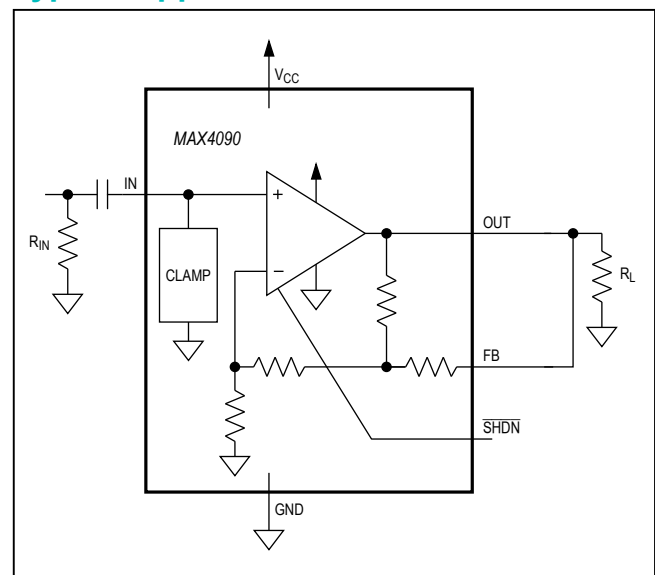 VCC
MAX4090
IN
+
OUT
RIN
CLAMP
−
RL
FB
SHDN
GND